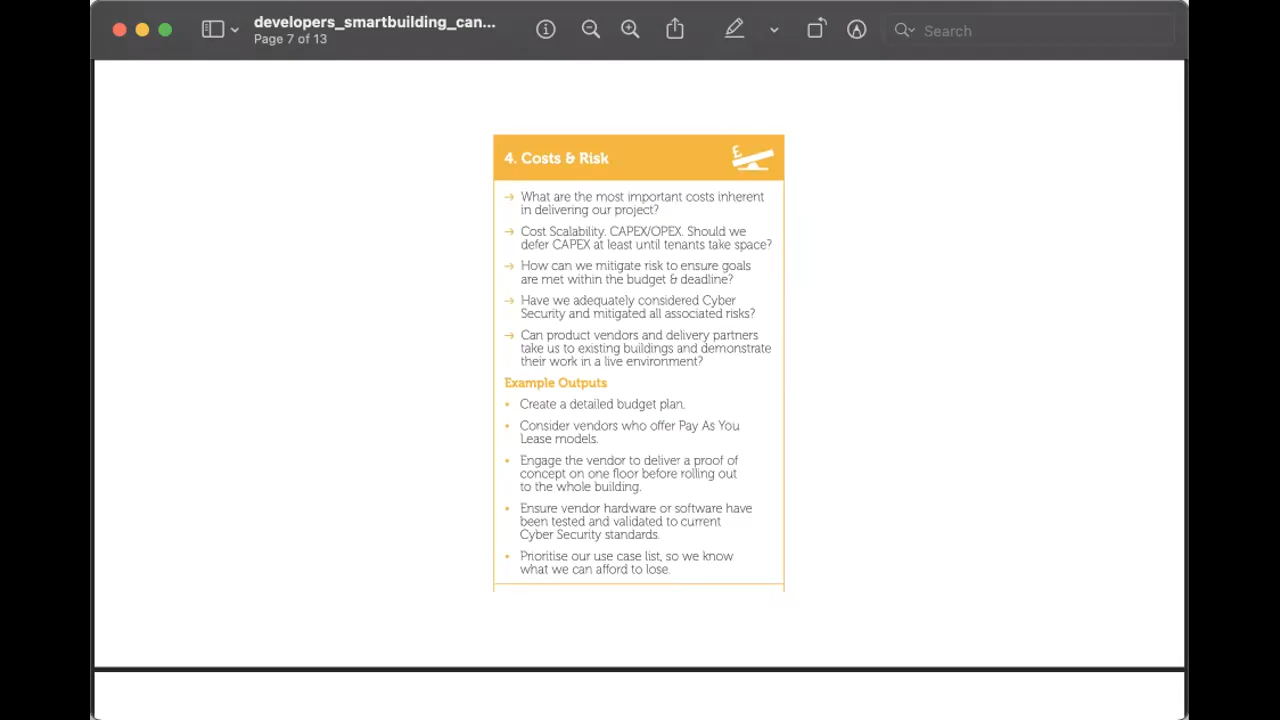 developers_smartbuilding_can...
Page 7 of 13
Search
4. Costs & Risk
£
→ What are the most important costs inherent
in delivering our project?
→ Cost Scalability. CAPEX/OPEX. Should we
defer CAPEX at least until tenants take space?
→ How can we mitigate risk to ensure goals
are met within the budget & deadline?
→ Have we adequately considered Cyber
Security and mitigated all associated risks?
→ Can product vendors and delivery partners
take us to existing buildings and demonstrate
their work in a live environment?
Example Outputs
• Create a detailed budget plan.
• Consider vendors who offer Pay As You
Lease models.
• Engage the vendor to deliver a proof of
concept on one floor before rolling out
to the whole building.
• Ensure vendor hardware or software have
been tested and validated to current
Cyber Security standards.
• Prioritise our use case list, so we know
what we can afford to lose.